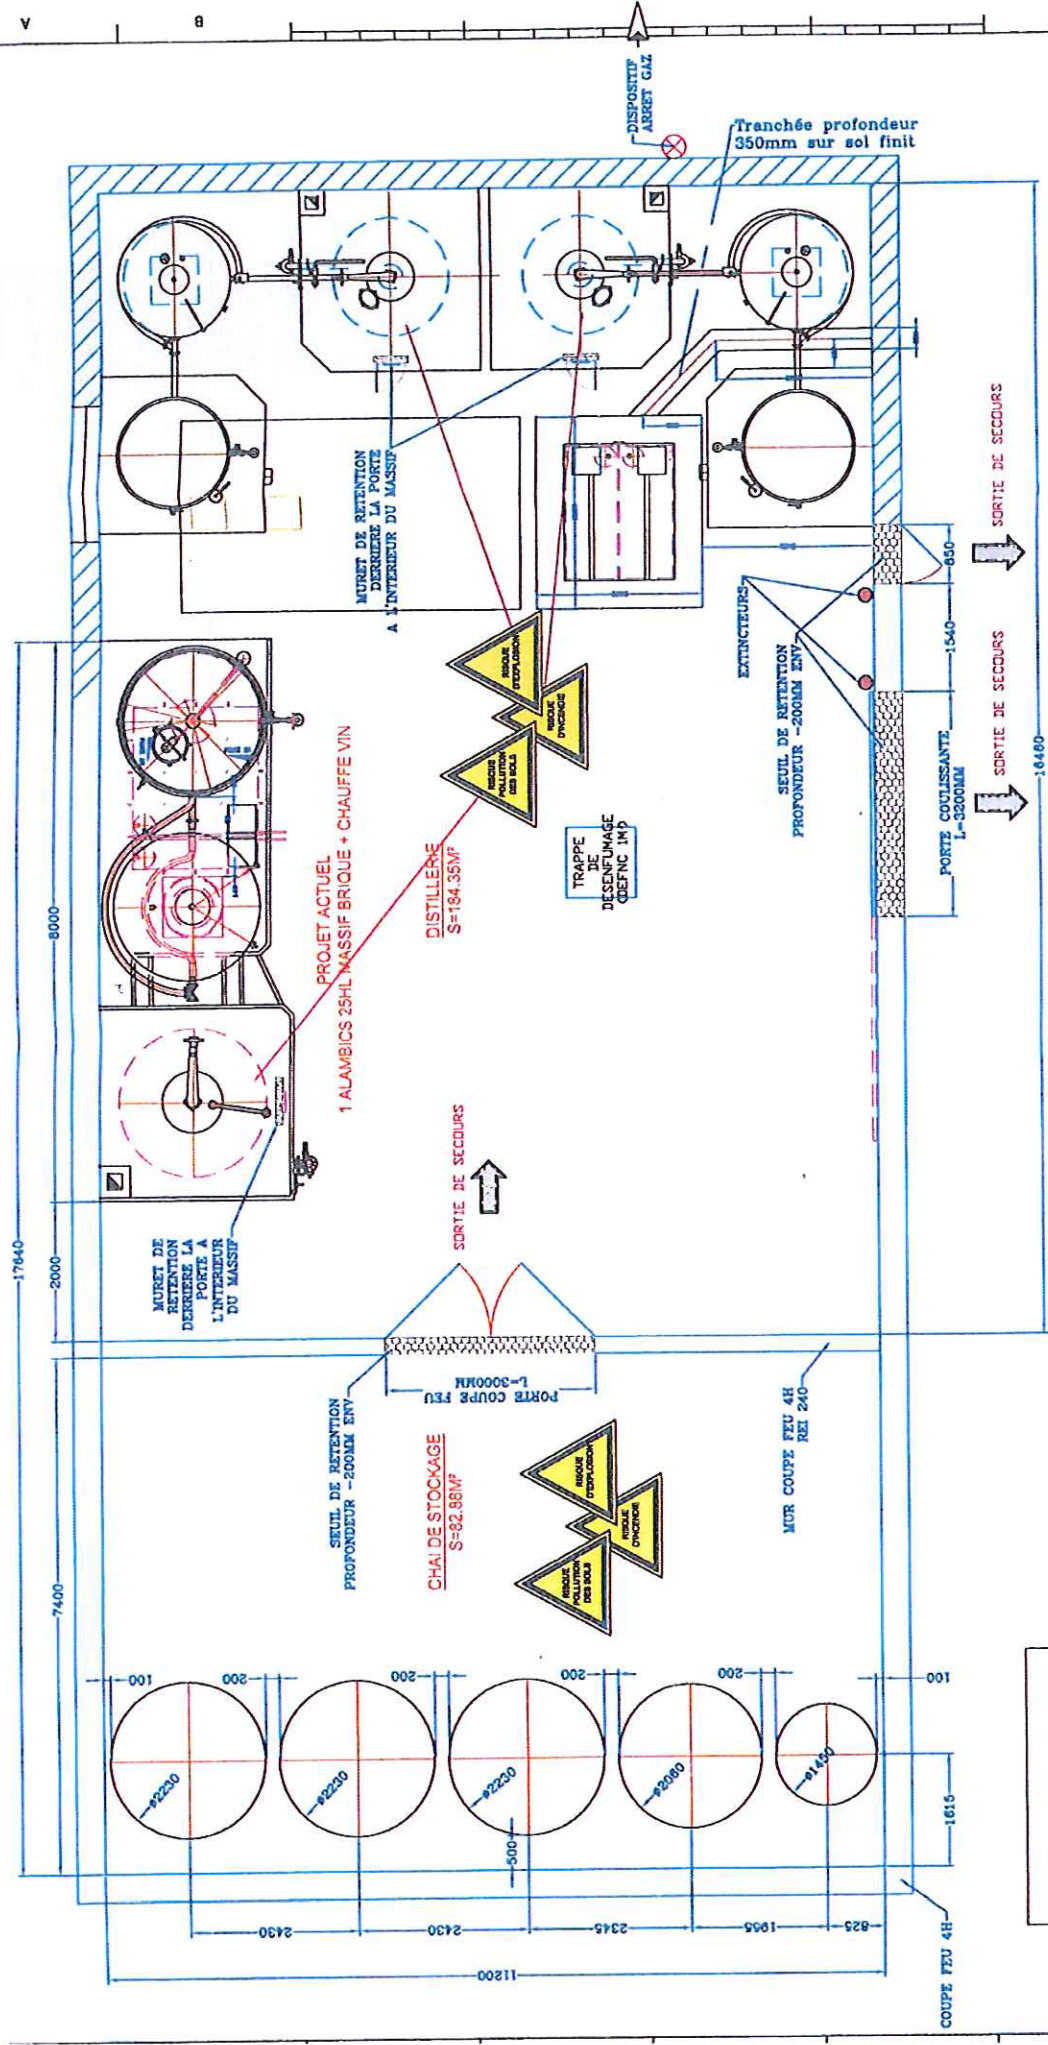 A
B
DISPOSITIF
ARRET GAZ
Tranchée profondeur
350mm sur sol finit
MURET DE RETENTION
DERRIERE LA PORTE
A L'INTERIEUR DU MASSIF
17640
8000
2000
7400
PROJET ACTUEL
1 ALAMBICS 25HL MASSIF BRIQUE + CHAUFFE VIN
DISTILLERIE
S=184.35M²
RISQUE
POLLUTION
DES SOLS
RISQUE
D'INCENDIE
RISQUE
D'EXPLOSION
TRAPPE
DE
DESENFUMAGE
EXTINCTEURS
SEUIL DE RETENTION
PROFONDEUR -200MM ENV
PORTE COULISSANTE
L=3200MM
1540
850
16460
SORTIE DE SECOURS
SORTIE DE SECOURS
SORTIE DE SECOURS
MURET DE
RETENTION
DERRIERE LA
PORTE A
L'INTERIEUR
DU MASSIF
SEUIL DE RETENTION
PROFONDEUR -200MM ENV
PORTE COUPE FEU
L=3000MM
CHAI DE STOCKAGE
S=82.88M²
MUR COUPE FEU 4H
REI 240
RISQUE
POLLUTION
DES SOLS
RISQUE
D'INCENDIE
RISQUE
D'EXPLOSION
100
200
200
200
200
100
ø2230
ø2230
ø2230
ø2060
ø1450
500
1615
2430
2430
2345
1955
825
11200
COUPE FEU 4H